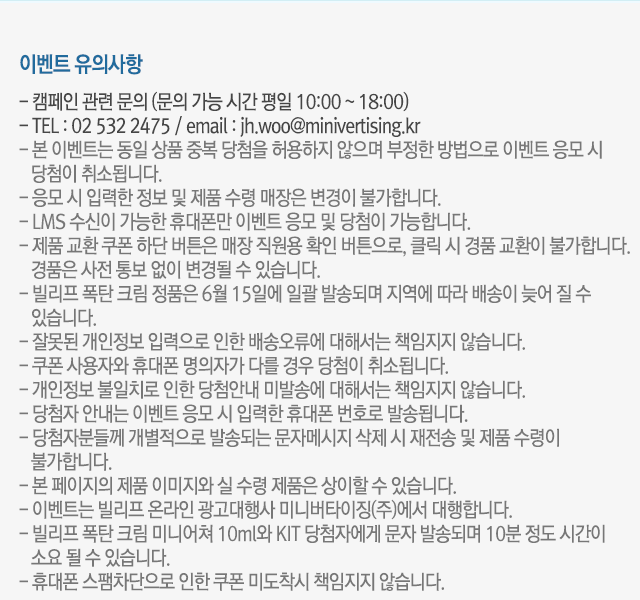 이벤트 유의사항
- 캠페인 관련 문의 (문의 가능 시간 평일 10:00 ~ 18:00)
- TEL : 02 532 2475 / email : jh.woo@minivertising.kr
- 본 이벤트는 동일 상품 중복 당첨을 허용하지 않으며 부정한 방법으로 이벤트 응모 시
당첨이 취소됩니다.
- 응모 시 입력한 정보 및 제품 수령 매장은 변경이 불가합니다.
- LMS 수신이 가능한 휴대폰만 이벤트 응모 및 당첨이 가능합니다.
- 제품 교환 쿠폰 하단 버튼은 매장 직원용 확인 버튼으로, 클릭 시 경품 교환이 불가합니다.
경품은 사전 통보 없이 변경될 수 있습니다.
- 빌리프 폭탄 크림 정품은 6월 15일에 일괄 발송되며 지역에 따라 배송이 늦어 질 수
있습니다.
- 잘못된 개인정보 입력으로 인한 배송오류에 대해서는 책임지지 않습니다.
- 쿠폰 사용자와 휴대폰 명의자가 다를 경우 당첨이 취소됩니다.
- 개인정보 불일치로 인한 당첨안내 미발송에 대해서는 책임지지 않습니다.
- 당첨자 안내는 이벤트 응모 시 입력한 휴대폰 번호로 발송됩니다.
- 당첨자분들께 개별적으로 발송되는 문자메시지 삭제 시 재전송 및 제품 수령이
불가합니다.
- 본 페이지의 제품 이미지와 실 수령 제품은 상이할 수 있습니다.
- 이벤트는 빌리프 온라인 광고대행사 미니버타이징(주)에서 대행합니다.
- 빌리프 폭탄 크림 미니어쳐 10ml와 KIT 당첨자에게 문자 발송되며 10분 정도 시간이
소요 될 수 있습니다.
- 휴대폰 스팸차단으로 인한 쿠폰 미도착시 책임지지 않습니다.